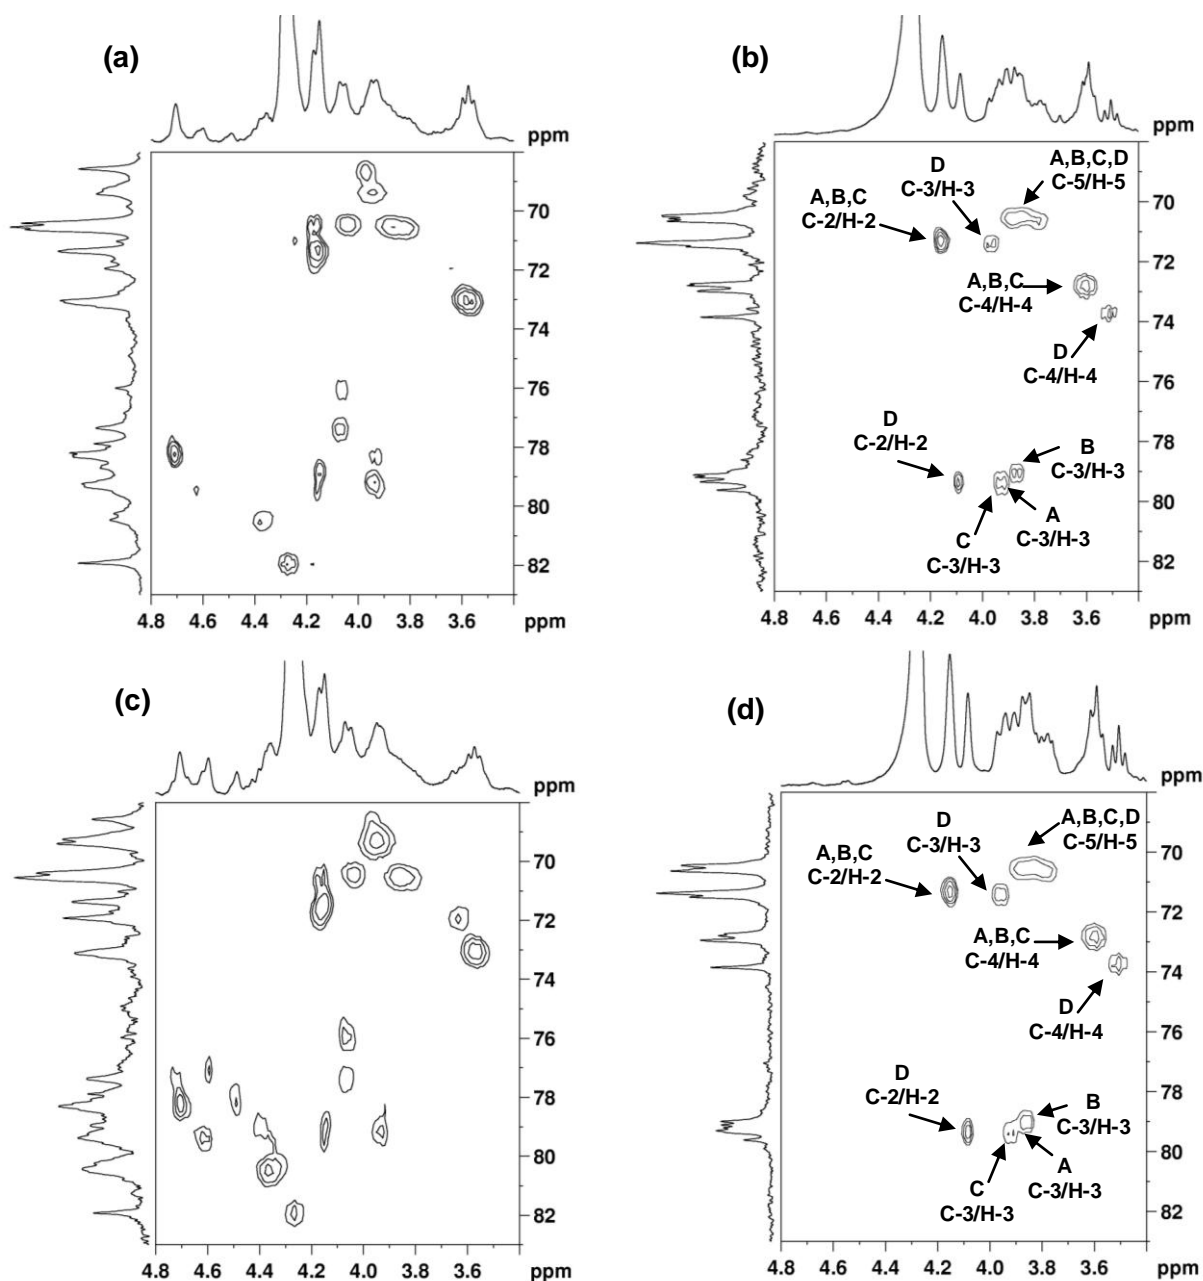 (a)
ppm
70
72
74
76
78
80
82
4.8 4.6 4.4 4.2 4.0 3.8 3.6 ppm
(b)
ppm
D
C-3/H-3
A,B,C,D
C-5/H-5
A,B,C
C-2/H-2
A,B,C
C-4/H-4
D
C-4/H-4
D
C-2/H-2
B
C-3/H-3
A
C-3/H-3
C
C-3/H-3
70
72
74
76
78
80
82
4.8 4.6 4.4 4.2 4.0 3.8 3.6 ppm
(c)
ppm
70
72
74
76
78
80
82
4.8 4.6 4.4 4.2 4.0 3.8 3.6 ppm
(d)
ppm
D
C-3/H-3
A,B,C,D
C-5/H-5
A,B,C
C-2/H-2
A,B,C
C-4/H-4
D
C-4/H-4
D
C-2/H-2
B
C-3/H-3
A
C-3/H-3
C
C-3/H-3
70
72
74
76
78
80
82
4.8 4.6 4.4 4.2 4.0 3.8 3.6 ppm